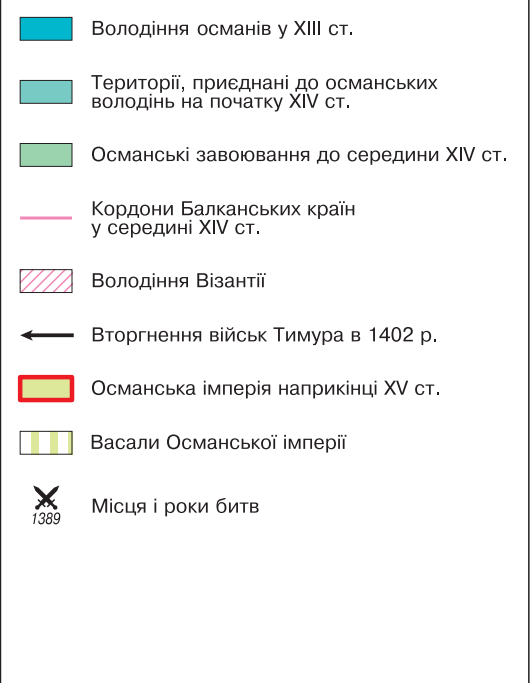 Володіння османів у XIII ст.
Території, приєднані до османських
володінь на початку XIV ст.
Османські завоювання до середини XIV ст.
Кордони Балканських країн
у середині XIV ст.
Володіння Візантії
Вторгнення військ Тимура в 1402 р.
Османська імперія наприкінці XV ст.
Васали Османської імперії
1389
Місця і роки битв